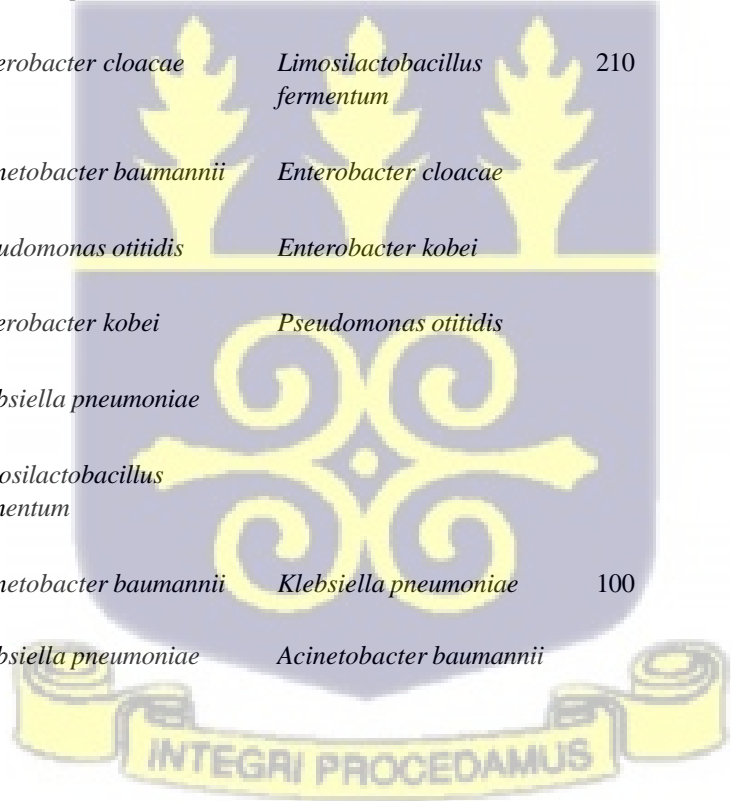 erobacter cloacae Limosilactobacillus 210
fermentum
netobacter baumannii Enterobacter cloacae
udomonas otitidis Enterobacter kobei
erobacter kobei Pseudomonas otitidis
bsiella pneumoniae
osilactobacillus
nentum
netobacter baumannii Klebsiella pneumoniae 100
bsiella pneumoniae Acinetobacter baumannii
INTEGRI PROCEDAMUS